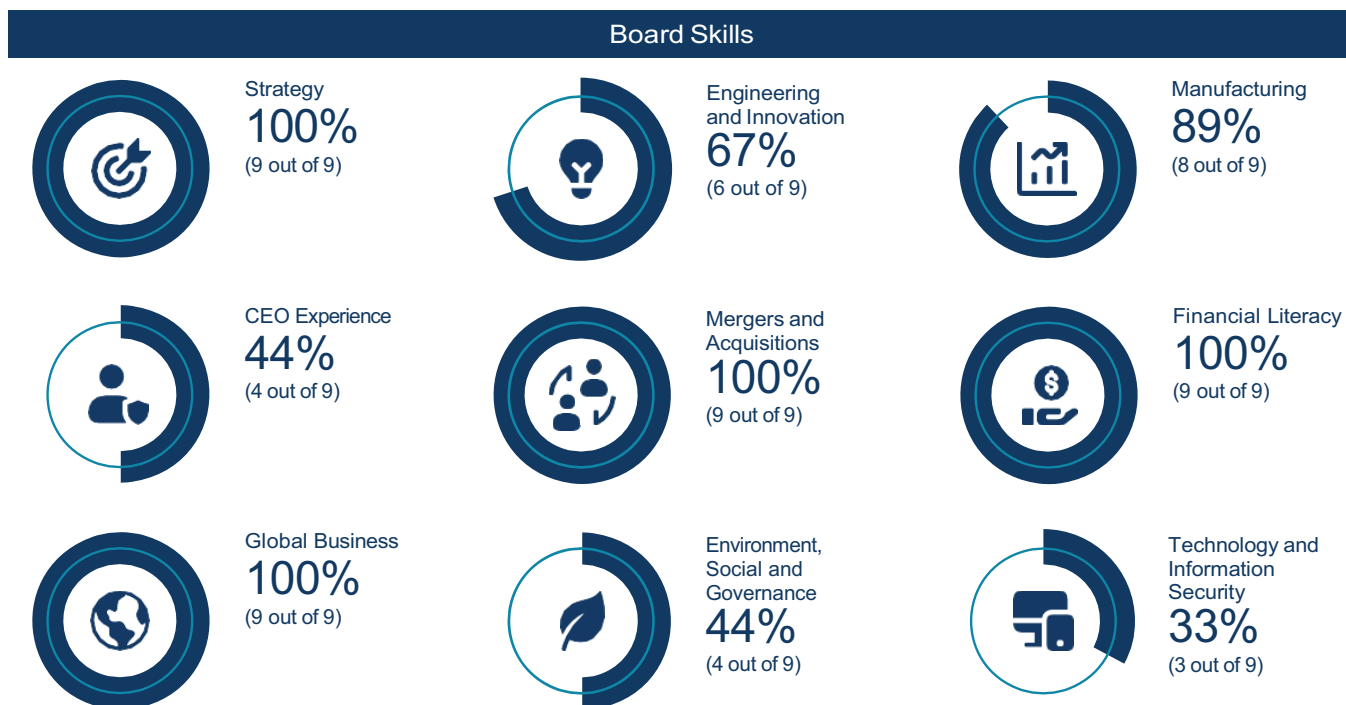 Board Skills
Strategy
100%
(9 out of 9)
Engineering
and Innovation
67%
(6 out of 9)
Manufacturing
89%
(8 out of 9)
CEO Experience
44%
(4 out of 9)
Mergers and
Acquisitions
100%
(9 out of 9)
Financial Literacy
100%
(9 out of 9)
$
Global Business
100%
(9 out of 9)
Environment,
Social and
Governance
44%
(4 out of 9)
Technology and
Information
Security
33%
(3 out of 9)